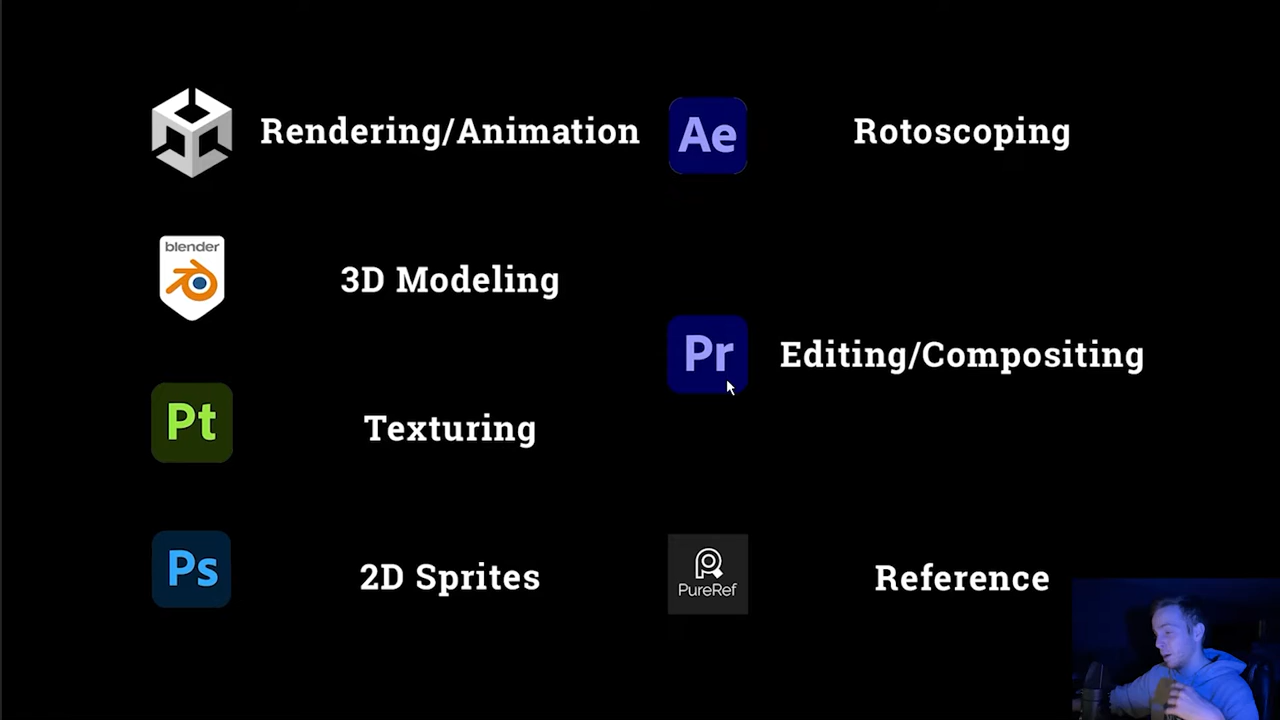 Rendering/Animation
Ae
Rotoscoping
blender
3D Modeling
Pr
Editing/Compositing
Pt
Texturing
Ps
2D Sprites
PureRef
Reference